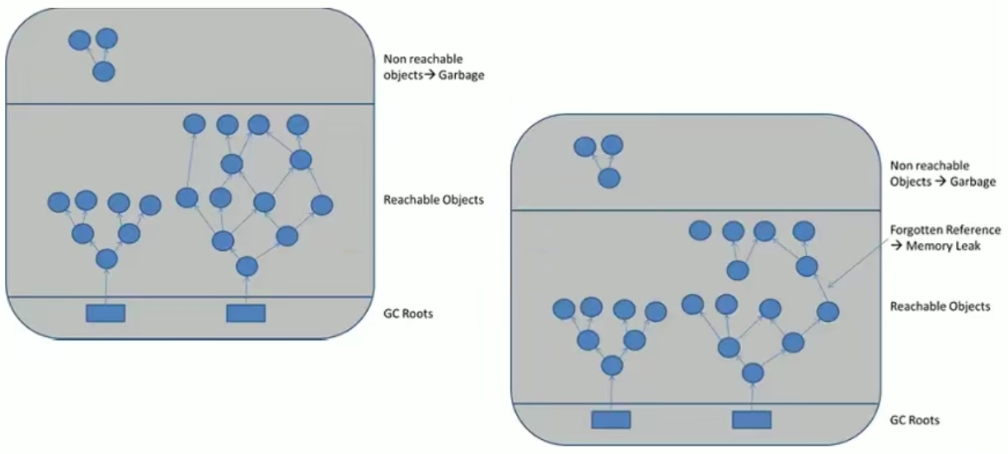 Non reachable
objects→ Garbage
Reachable Objects
GC Roots
Non reachable
Objects → Garbage
Forgotten Reference
→ Memory Leak
Reachable Objects
GC Roots